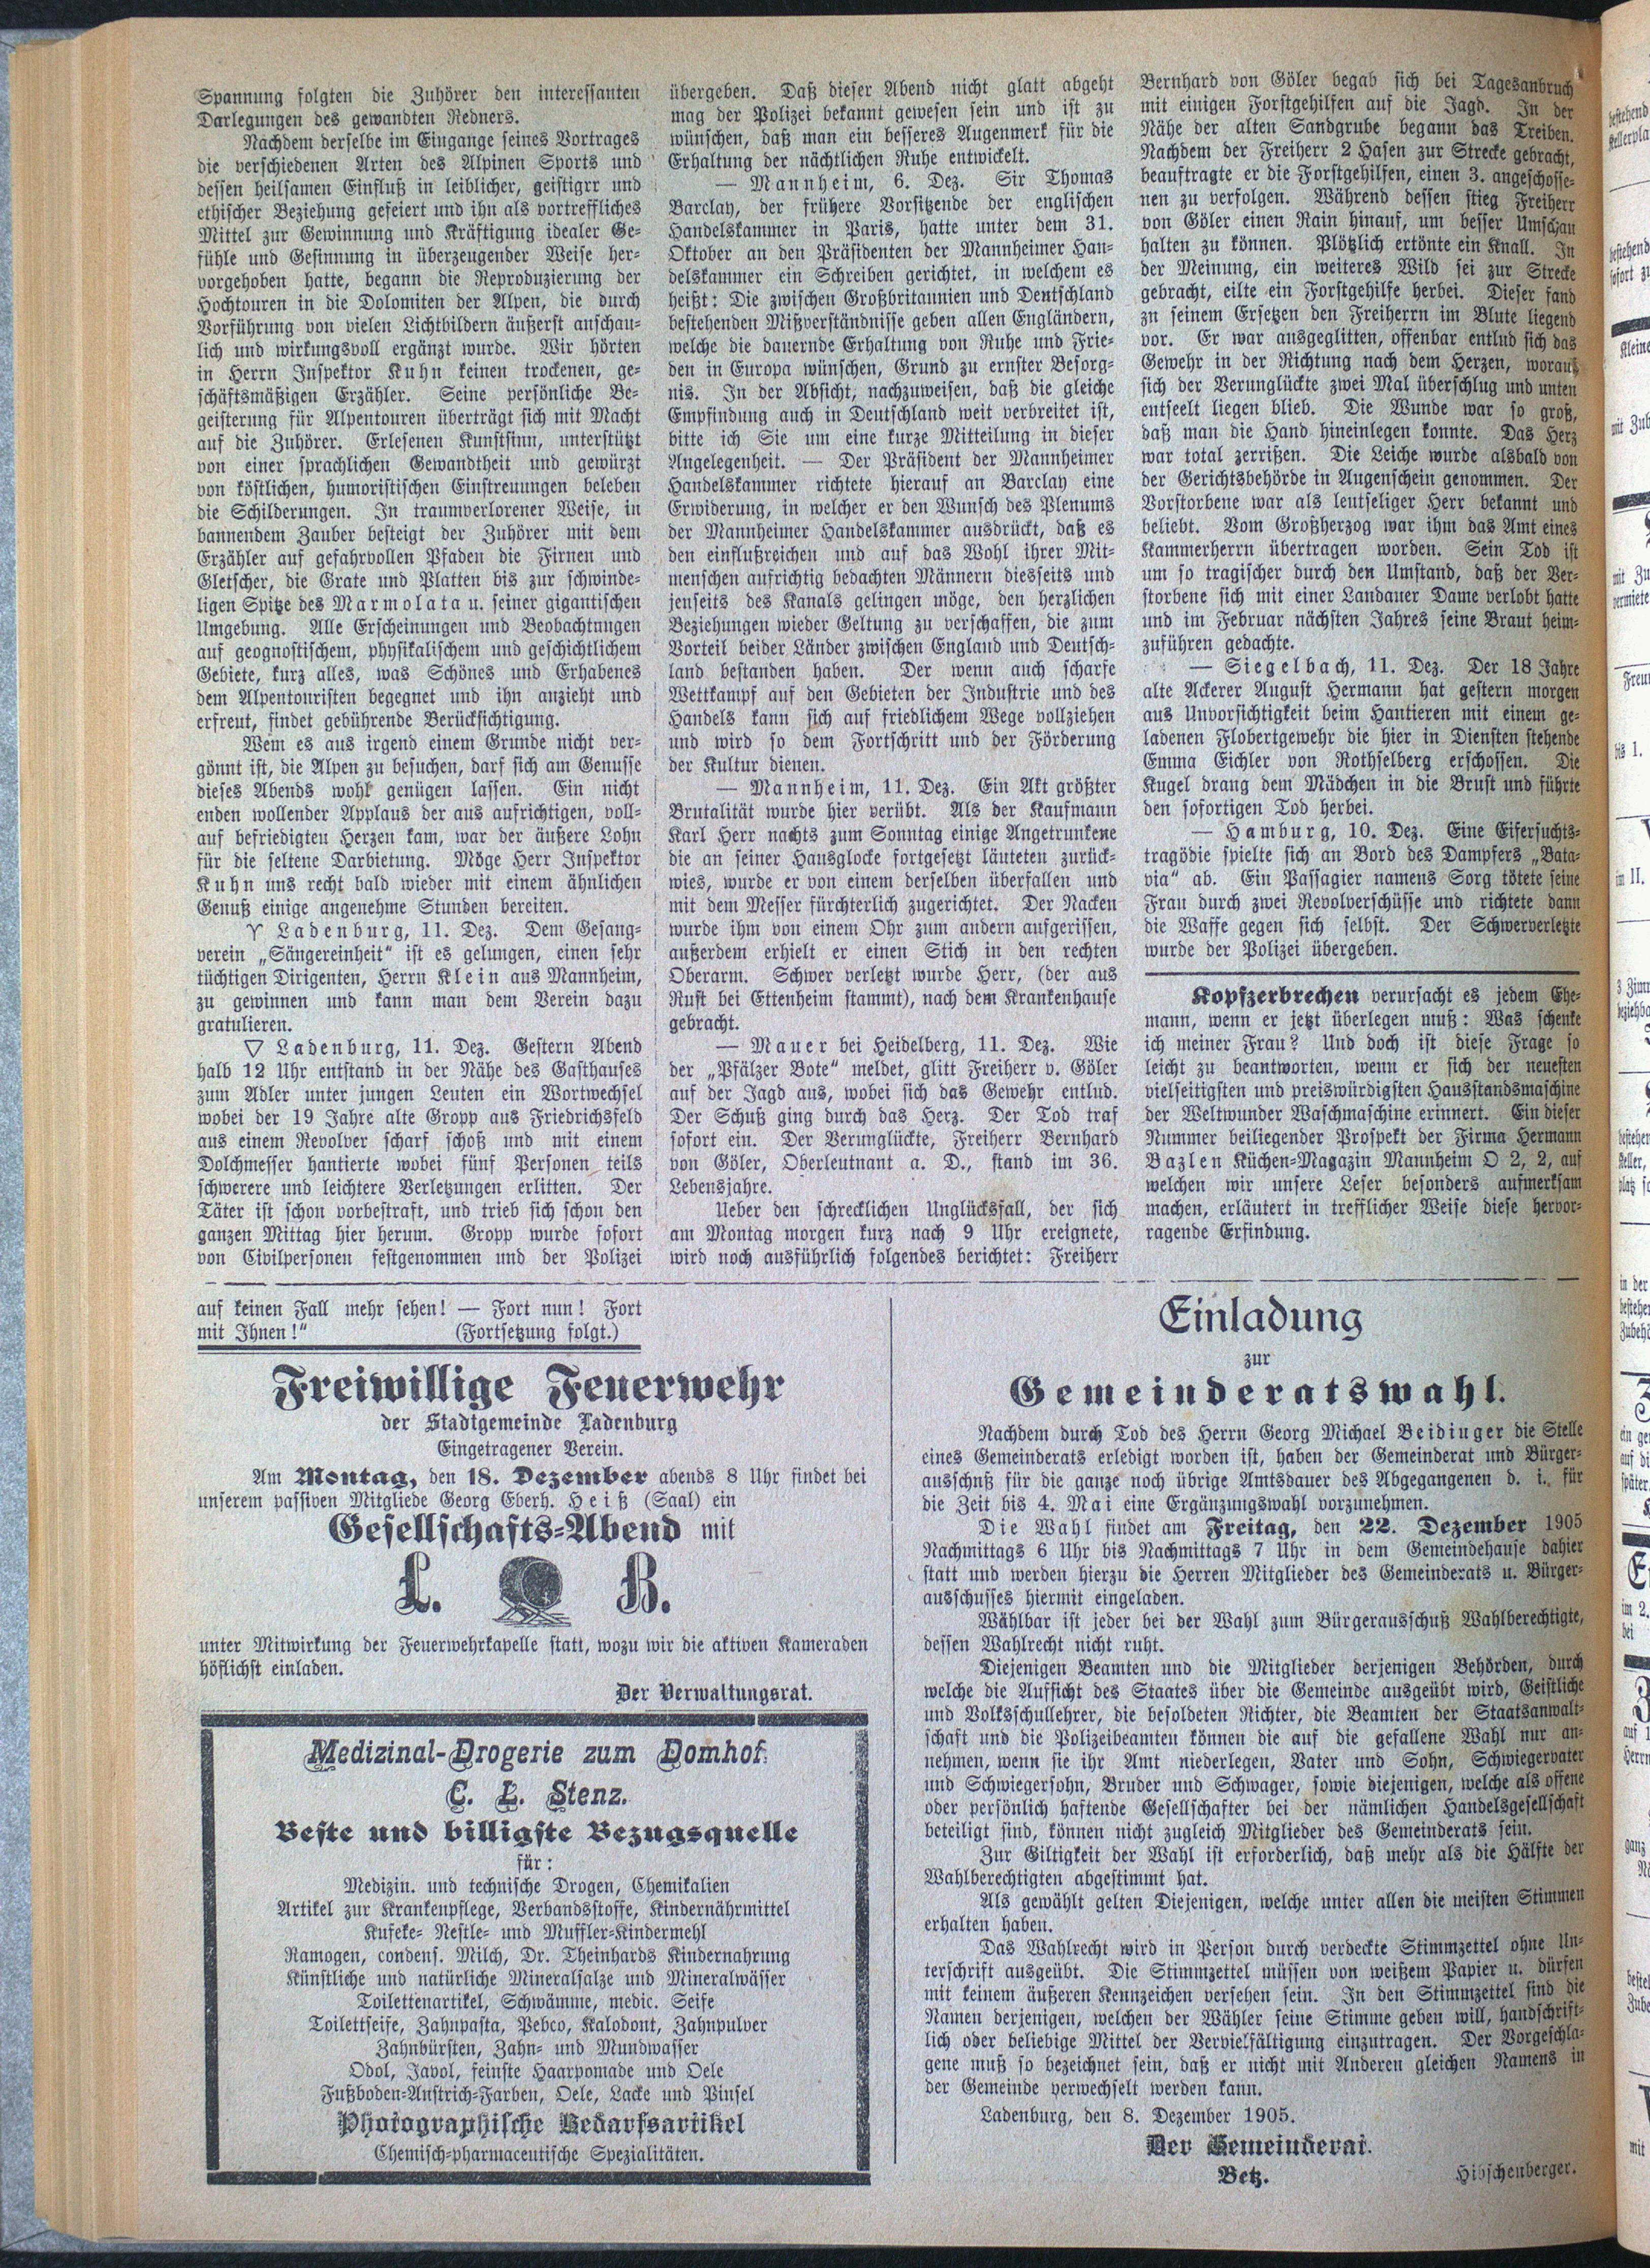 Spannung folgten die Zuhörer den interessanten
Darlegungen des gewandten Redners.
Nachdem derselbe im Eingange seines Vortrages
die verschiedenen Arten des Alpinen Sports und
dessen heilsamen Einfluß in leiblicher, geistigrr und
ethischer Beziehung gefeiert und ihn als vortreffliches
Mittel zur Gewinnung und Kräftigung idealer Ge-
fühle und Gesinnung in überzeugender Weise her-
vorgehoben hatte, begann die Reproduzierung der
Hochtouren in die Dolomiten der Alpen, die durch
Vorführung von vielen Lichtbildern äußerst anschau-
lich und wirkungsvoll ergänzt wurde. Wir hörten
in Herrn Inspektor Kuhn keinen trockenen, ge-
schäftsmäßigen Erzähler. Seine persönliche Be-
geisterung für Alpentouren überträgt sich mit Macht
auf die Zuhörer. Erlesenen Kunstsinn, unterstützt
von einer sprachlichen Gewandtheit und gewürzt
von köstlichen, humoristischen Einstreuungen beleben
die Schilderungen. In traumverlorener Weise, in
bannendem Zauber besteigt der Zuhörer mit dem
Erzähler auf gefahrvollen Pfaden die Firnen und
Gletscher, die Grate und Platten bis zur schwinde-
ligen Spitze des Marmolata u. seiner gigantischen
Umgebung. Alle Erscheinungen und Beobachtungen
auf geognostischem, physikalischem und geschichtlichem
Gebiete, kurz alles, was Schönes und Erhabenes
dem Alpentouristen begegnet und ihn anzieht und
erfreut, findet gebührende Berücksichtigung.
Wem es aus irgend einem Grunde nicht ver-
gönnt ist, die Alpen zu besuchen, darf sich am Genusse
dieses Abends wohl genügen lassen. Ein nicht
enden wollender Applaus der aus aufrichtigen, voll-
auf befriedigten Herzen kam, war der äußere Lohn
für die seltene Darbietung. Möge Herr Inspektor
Kuhn uns recht bald wieder mit einem ähnlichen
Genuß einige angenehme Stunden bereiten.
Y Ladenburg, 11. Dez. Dem Gesang-
verein „Sängereinheit“ ist es gelungen, einen sehr
tüchtigen Dirigenten, Herrn Klein aus Mannheim,
zu gewinnen und kann man dem Verein dazu
gratulieren.
▽ Ladenburg, 11. Dez. Gestern Abend
halb 12 Uhr entstand in der Nähe des Gasthauses
zum Adler unter jungen Leuten ein Wortwechsel
wobei der 19 Jahre alte Gropp aus Friedrichsfeld
aus einem Revolver scharf schoß und mit einem
Dolchmesser hantierte wobei fünf Personen teils
schwerere und leichtere Verletzungen erlitten. Der
Täter ist schon vorbestraft, und trieb sich schon den
ganzen Mittag hier herum. Gropp wurde sofort
von Civilpersonen festgenommen und der Polizei
übergeben. Daß dieser Abend nicht glatt abgeht
mag der Polizei bekannt gewesen sein und ist zu
wünschen, daß man ein besseres Augenmerk für die
Erhaltung der nächtlichen Ruhe entwickelt.
— Mannheim, 6. Dez. Sir Thomas
Barclay, der frühere Vorsitzende der englischen
Handelskammer in Paris, hatte unter dem 31.
Oktober an den Präsidenten der Mannheimer Han-
delskammer ein Schreiben gerichtet, in welchem es
heißt: Die zwischen Großbritannien und Deutschland
bestehenden Mißverständnisse geben allen Engländern,
welche die dauernde Erhaltung von Ruhe und Frie-
den in Europa wünschen, Grund zu ernster Besorg-
nis. In der Absicht, nachzuweisen, daß die gleiche
Empfindung auch in Deutschland weit verbreitet ist,
bitte ich Sie um eine kurze Mitteilung in dieser
Angelegenheit. — Der Präsident der Mannheimer
Handelskammer richtete hierauf an Barclay eine
Erwiderung, in welcher er den Wunsch des Plenums
der Mannheimer Handelskammer ausdrückt, daß es
den einflußreichen und auf das Wohl ihrer Mit-
menschen aufrichtig bedachten Männern diesseits und
jenseits des Kanals gelingen möge, den herzlichen
Beziehungen wieder Geltung zu verschaffen, die zum
Vorteil beider Länder zwischen England und Deutsch-
land bestanden haben. Der wenn auch scharfe
Wettkampf auf den Gebieten der Industrie und des
Handels kann sich auf friedlichem Wege vollziehen
und wird so dem Fortschritt und der Förderung
der Kultur dienen.
— Mannheim, 11. Dez. Ein Akt größter
Brutalität wurde hier verübt. Als der Kaufmann
Karl Herr nachts zum Sonntag einige Angetrunkene
die an seiner Hausglocke fortgesetzt läuteten zurück-
wies, wurde er von einem derselben überfallen und
mit dem Messer fürchterlich zugerichtet. Der Nacken
wurde ihm von einem Ohr zum andern aufgerissen,
außerdem erhielt er einen Stich in den rechten
Oberarm. Schwer verletzt wurde Herr, (der aus
Rust bei Ettenheim stammt), nach dem Krankenhause
gebracht.
— Mauer bei Heidelberg, 11. Dez. Wie
der „Pfälzer Bote“ meldet, glitt Freiherr v. Göler
auf der Jagd aus, wobei sich das Gewehr entlud.
Der Schuß ging durch das Herz. Der Tod traf
sofort ein. Der Verunglückte, Freiherr Bernhard
von Göler, Oberleutnant a. D., stand im 36.
Lebensjahre.
Ueber den schrecklichen Unglücksfall, der sich
am Montag morgen kurz nach 9 Uhr ereignete,
wird noch ausführlich folgendes berichtet: Freiherr
Bernhard von Göler begab sich bei Tagesanbruch
mit einigen Forstgehilfen auf die Jagd. In der
Nähe der alten Sandgrube begann das Treiben.
Nachdem der Freiherr 2 Hasen zur Strecke gebracht,
beauftragte er die Forstgehilfen, einen 3. angeschosse-
nen zu verfolgen. Während dessen stieg Freiherr
von Göler einen Rain hinauf, um besser Umschau
halten zu können. Plötzlich ertönte ein Knall. In
der Meinung, ein weiteres Wild sei zur Strecke
gebracht, eilte ein Forstgehilfe herbei. Dieser fand
zu seinem Ersetzen den Freiherrn im Blute liegend
vor. Er war ausgeglitten, offenbar entlud sich das
Gewehr in der Richtung nach dem Herzen, worauf
sich der Verunglückte zwei Mal überschlug und unten
entseelt liegen blieb. Die Wunde war so groß,
daß man die Hand hineinlegen konnte. Das Herz
war total zerrißen. Die Leiche wurde alsbald von
der Gerichtsbehörde in Augenschein genommen. Der
Vorstorbene war als leutseliger Herr bekannt und
beliebt. Vom Großherzog war ihm das Amt eines
Kammerherrn übertragen worden. Sein Tod ist
um so tragischer durch den Umstand, daß der Ver-
storbene sich mit einer Landauer Dame verlobt hatte
und im Februar nächsten Jahres seine Braut heim-
zuführen gedachte.
— Siegelbach, 11. Dez. Der 18 Jahre
alte Ackerer August Hermann hat gestern morgen
aus Unvorsichtigkeit beim Hantieren mit einem ge-
ladenen Flobertgewehr die hier in Diensten stehende
Emma Eichler von Rothselberg erschossen. Die
Kugel drang dem Mädchen in die Brust und führte
den sofortigen Tod herbei.
— Hamburg, 10. Dez. Eine Eifersuchts-
tragödie spielte sich an Bord des Dampfers „Bata-
via“ ab. Ein Passagier namens Sorg tötete seine
Frau durch zwei Revolverschüsse und richtete dann
die Waffe gegen sich selbst. Der Schwerverletzte
wurde der Polizei übergeben.
Kopfzerbrechen verursacht es jedem Ehe-
mann, wenn er jetzt überlegen muß: Was schenke
ich meiner Frau? Und doch ist diese Frage so
leicht zu beantworten, wenn er sich der neuesten
vielseitigsten und preiswürdigsten Hausstandsmaschine
der Weltwunder Waschmaschine erinnert. Ein dieser
Nummer beiliegender Prospekt der Firma Hermann
Bazlen Küchen-Magazin Mannheim O 2, 2, auf
welchen wir unsere Leser besonders aufmerksam
machen, erläutert in trefflicher Weise diese hervor-
ragende Erfindung.
auf keinen Fall mehr sehen! — Fort nun! Fort
mit Ihnen!“ (Fortsetzung folgt.)
Freiwillige Feuerwehr
der Stadtgemeinde Ladenburg
Eingetragener Verein.
Am Montag, den 18. Dezember abends 8 Uhr findet bei
unserem passiven Mitgliede Georg Eberh. Heiß (Saal) ein
Gesellschafts-Abend mit
L. B.
unter Mitwirkung der Feuerwehrkapelle statt, wozu wir die aktiven Kameraden
höflichst einladen.
Der Verwaltungsrat.
Medizinal-Drogerie zum Domhof.
C. L. Stenz.
Beste und billigste Bezugsquelle
für:
Medizin. und technische Drogen, Chemikalien
Artikel zur Krankenpflege, Verbandsstoffe, Kindernährmittel
Kufeke- Nestle- und Muffler-Kindermehl
Ramogen, condens. Milch, Dr. Theinhards Kindernahrung
Künstliche und natürliche Mineralsalze und Mineralwässer
Toilettenartikel, Schwämme, medic. Seife
Toilettseife, Zahnpasta, Pebco, Kalodont, Zahnpulver
Zahnbürsten, Zahn- und Mundwasser
Odol, Javol, feinste Haarpomade und Oele
Fußboden-Anstrich-Farben, Oele, Lacke und Pinsel
Photographische Bedarfsartikel
Chemisch-pharmaceutische Spezialitäten.
Einladung
zur
Gemeinderatswahl.
Nachdem durch Tod des Herrn Georg Michael Beidinger die Stelle
eines Gemeinderats erledigt worden ist, haben der Gemeinderat und Bürger-
ausschuß für die ganze noch übrige Amtsdauer des Abgegangenen d. i. für
die Zeit bis 4. Mai eine Ergänzungswahl vorzunehmen.
Die Wahl findet am Freitag, den 22. Dezember 1905
Nachmittags 6 Uhr bis Nachmittags 7 Uhr in dem Gemeindehause dahier
statt und werden hierzu die Herren Mitglieder des Gemeinderats u. Bürger-
ausschusses hiermit eingeladen.
Wählbar ist jeder bei der Wahl zum Bürgerausschuß Wahlberechtigte,
dessen Wahlrecht nicht ruht.
Diejenigen Beamten und die Mitglieder derjenigen Behörden, durch
welche die Aufsicht des Staates über die Gemeinde ausgeübt wird, Geistliche
und Volksschullehrer, die besoldeten Richter, die Beamten der Staatsanwalt-
schaft und die Polizeibeamten können die auf die gefallene Wahl nur an-
nehmen, wenn sie ihr Amt niederlegen, Vater und Sohn, Schwiegervater
und Schwiegersohn, Bruder und Schwager, sowie diejenigen, welche als offene
oder persönlich haftende Gesellschafter bei der nämlichen Handelsgesellschaft
beteiligt sind, können nicht zugleich Mitglieder des Gemeinderats sein.
Zur Giltigkeit der Wahl ist erforderlich, daß mehr als die Hälfte der
Wahlberechtigten abgestimmt hat.
Als gewählt gelten Diejenigen, welche unter allen die meisten Stimmen
erhalten haben.
Das Wahlrecht wird in Person durch verdeckte Stimmzettel ohne Un-
terschrift ausgeübt. Die Stimmzettel müssen von weißem Papier u. dürfen
mit keinem äußeren Kennzeichen versehen sein. In den Stimmzettel sind die
Namen derjenigen, welchen der Wähler seine Stimme geben will, handschrift-
lich oder beliebige Mittel der Vervielfältigung einzutragen. Der Vorgeschla-
gene muß so bezeichnet sein, daß er nicht mit Anderen gleichen Namens in
der Gemeinde verwechselt werden kann.
Ladenburg, den 8. Dezember 1905.
Der Gemeinderat.
Betz. Hibschenberger.